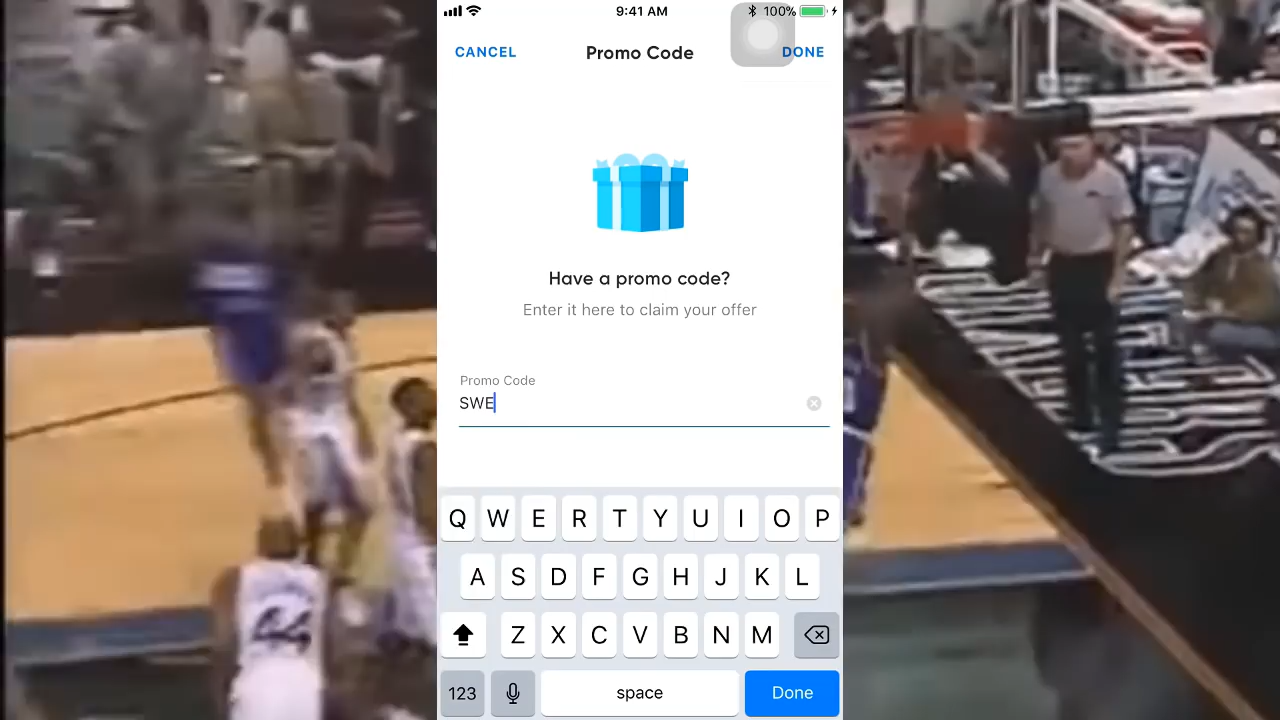 9:41 AM
100%
CANCEL
Promo Code
DONE
Have a promo code?
Enter it here to claim your offer
Promo Code
SWE
Q W E R T Y U I O P
A S D F G H J K L
Z X C V B N M
123
space
Done
44